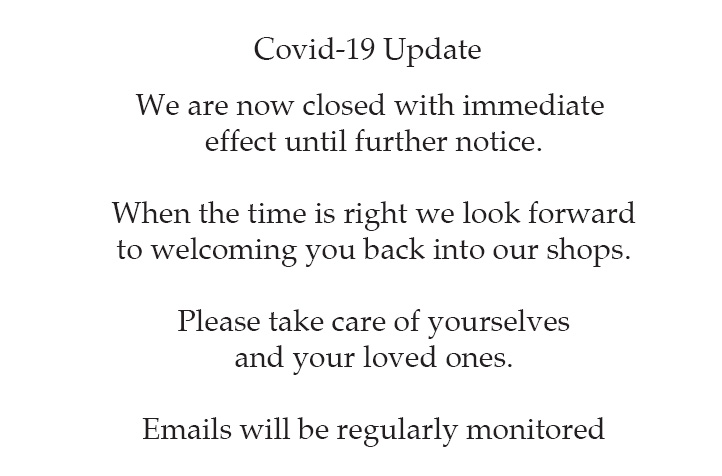 Covid-19 Update
We are now closed with immediate
effect until further notice.
When the time is right we look forward
to welcoming you back into our shops.
Please take care of yourselves
and your loved ones.
Emails will be regularly monitored